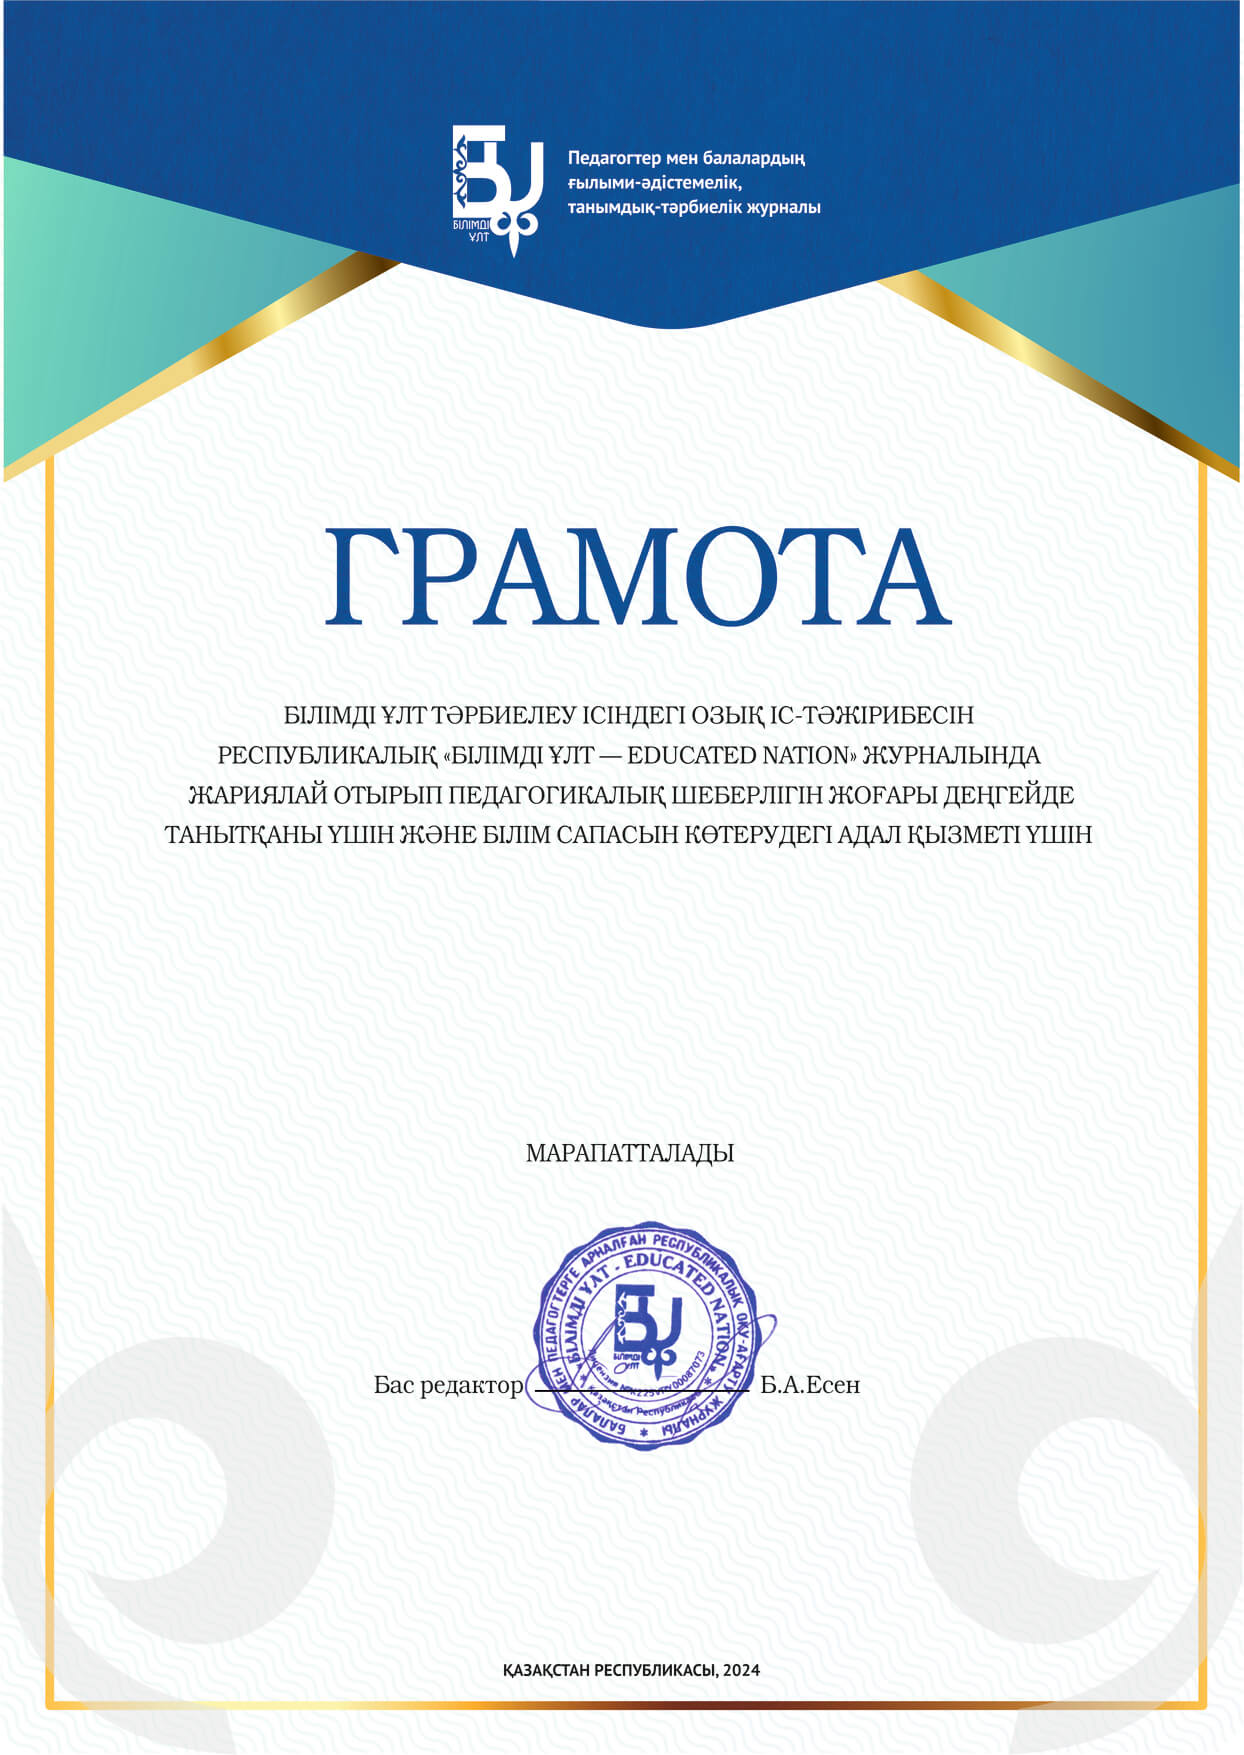 БІЛІМДІ
ҰЛТ
Педагогтер мен балалардың
ғылыми-әдістемелік,
танымдық-тәрбиелік журналы
ГРАМОТА
БІЛІМДІ ҰЛТ ТӘРБИЕЛЕУ ІСІНДЕГІ ОЗЫҚ ІС-ТӘЖІРИБЕСІН
РЕСПУБЛИКАЛЫҚ «БІЛІМДІ ҰЛТ — EDUCATED NATION» ЖУРНАЛЫНДА
ЖАРИЯЛАЙ ОТЫРЫП ПЕДАГОГИКАЛЫҚ ШЕБЕРЛІГІН ЖОҒАРЫ ДЕҢГЕЙДЕ
ТАНЫТҚАНЫ ҮШІН ЖӘНЕ БІЛІМ САПАСЫН КӨТЕРУДЕГІ АДАЛ ҚЫЗМЕТІ ҮШІН
МАРАПАТТАЛАДЫ
БАЛАЛАР МЕН ПЕДАГОГТЕРГЕ АРНАЛҒАН РЕСПУБЛИКАЛЫҚ ОҚУ-АҒАРТУ ЖУРНАЛЫ
БІЛІМДІ ҰЛТ - EDUCATED NATION
БІЛІМДІ
ҰЛТ
Қазақстан Республикасы
Бас редактор Б.А.Есен
ҚАЗАҚСТАН РЕСПУБЛИКАСЫ, 2024